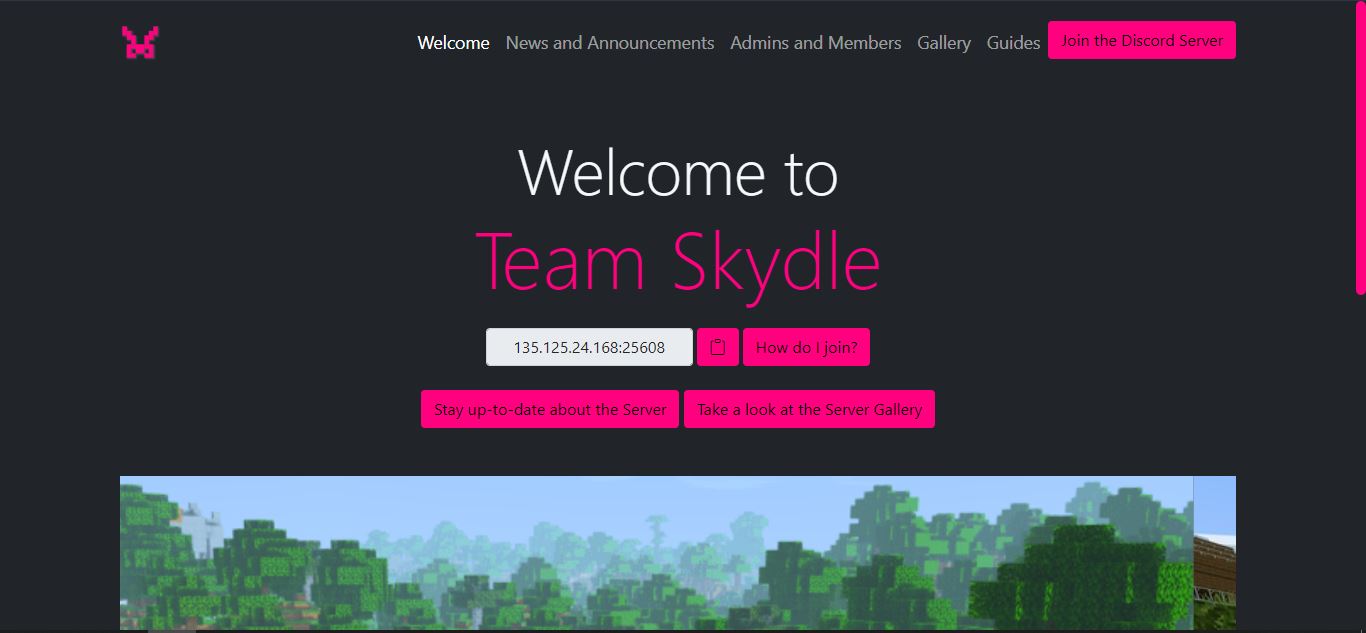 Welcome News and Announcements Admins and Members Gallery Guides Join the Discord Server
Welcome to
Team Skydle
135.125.24.168:25608 How do I join?
Stay up-to-date about the Server Take a look at the Server Gallery